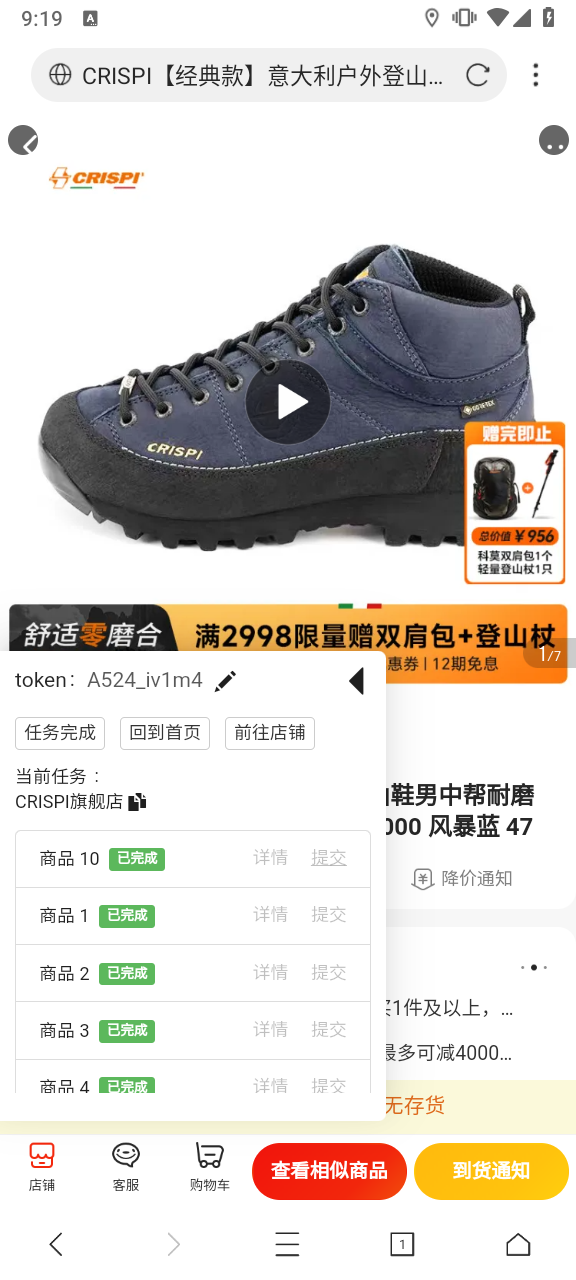 9:19
A
CRISPI【经典款】意大利户外登山...
CRISPI
CRISPI
GORE-TEX
赠完即止
总价值¥956
科莫双肩包1个
轻量登山杖1只
舒适零磨合
满2998限量赠双肩包+登山杖
惠券 | 12期免息
1/7
token: A524_iv1m4
任务完成
回到首页
前往店铺
当前任务：
CRISPI旗舰店
鞋男中帮耐磨
000 风暴蓝 47
降价通知
商品 10 已完成 详情 提交
商品 1 已完成 详情 提交
商品 2 已完成 详情 提交
商品 3 已完成 详情 提交
商品 4 已完成 详情 提交
买1件及以上，...
最多可减4000...
无存货
店铺
客服
购物车
查看相似商品
到货通知
1